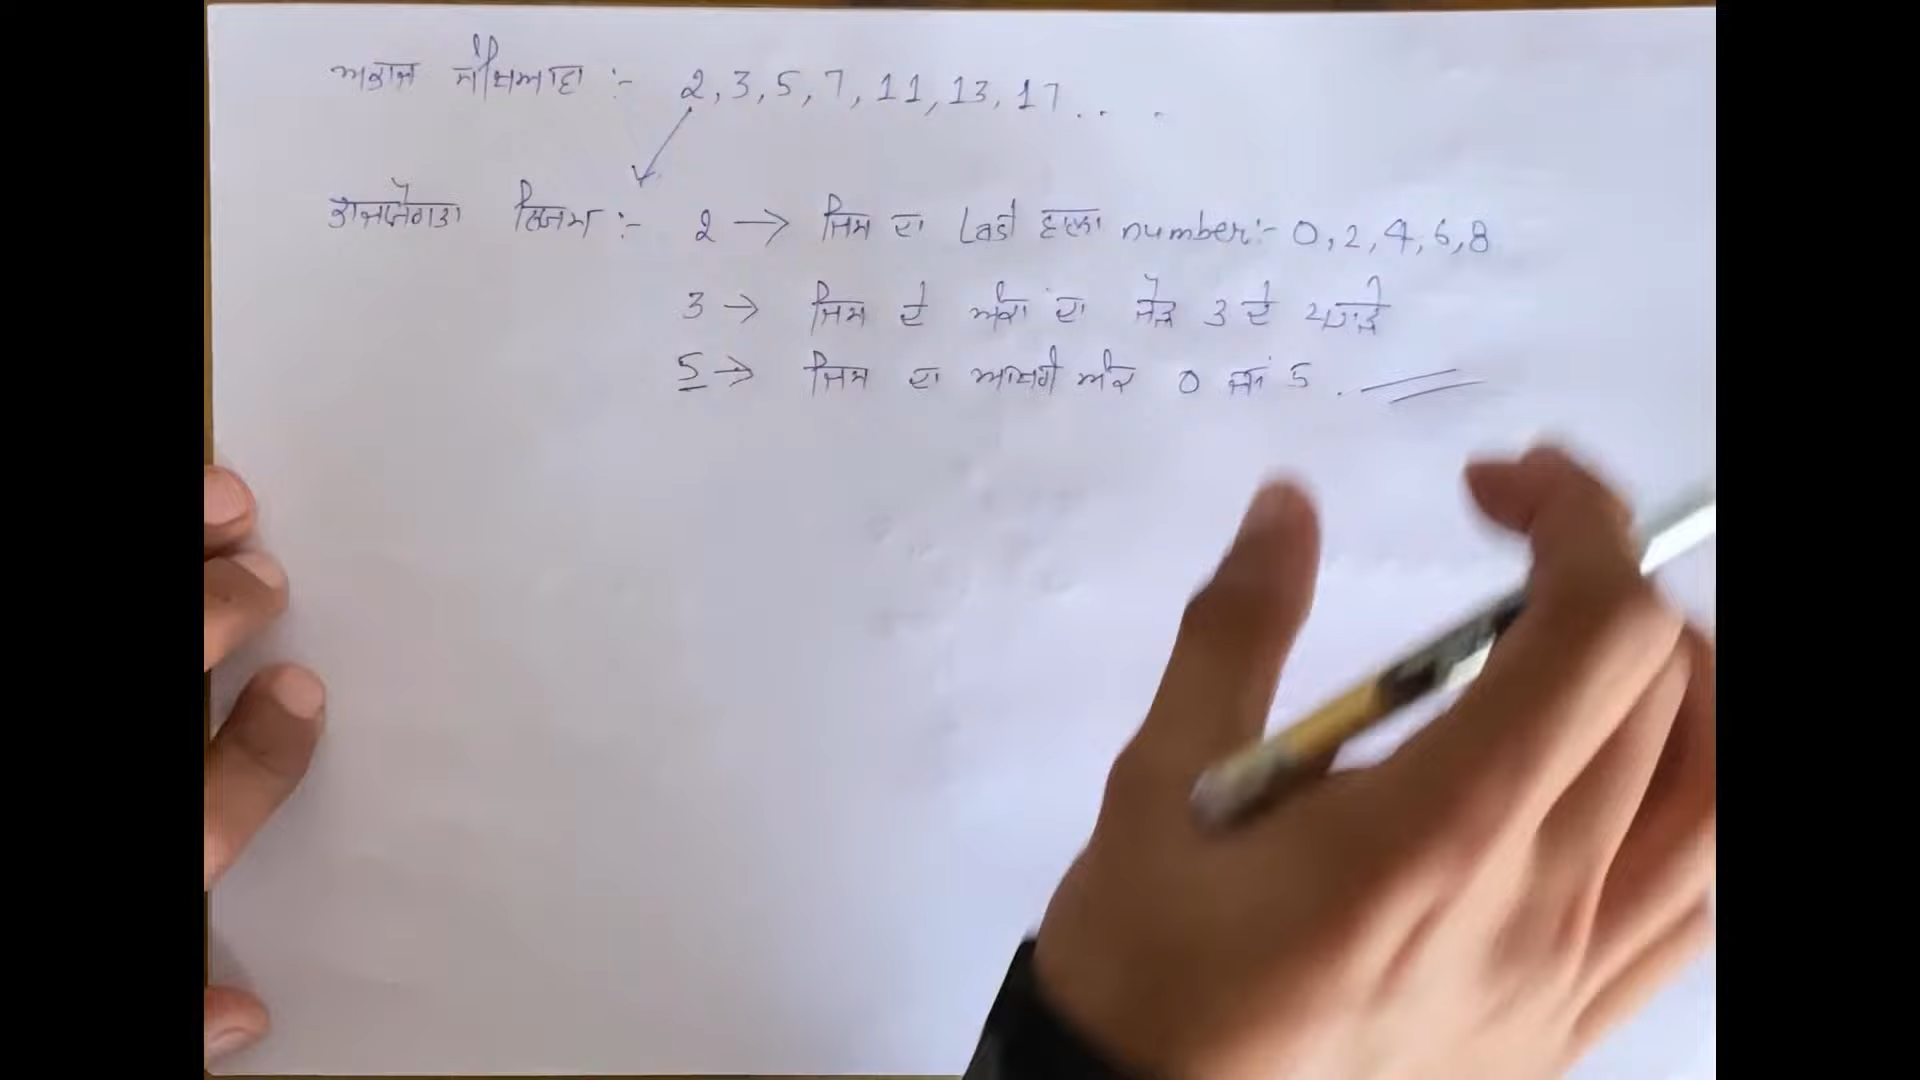 ਅਭਾਜ ਸੰਖਿਆਵਾਂ :- 2, 3, 5, 7, 11, 13, 17 . . .
ਭਾਜਯੋਗਤਾ ਨਿਯਮ :- 2 → ਜਿਸ ਦਾ Last ਵਾਲਾ number :- 0, 2, 4, 6, 8
3 → ਜਿਸ ਦੇ ਅੰਕਾਂ ਦਾ ਜੋੜ 3 ਦੇ ਪਹਾੜੇ
5 → ਜਿਸ ਦਾ ਆਖਰੀ ਅੰਕ 0 ਜਾਂ 5 .